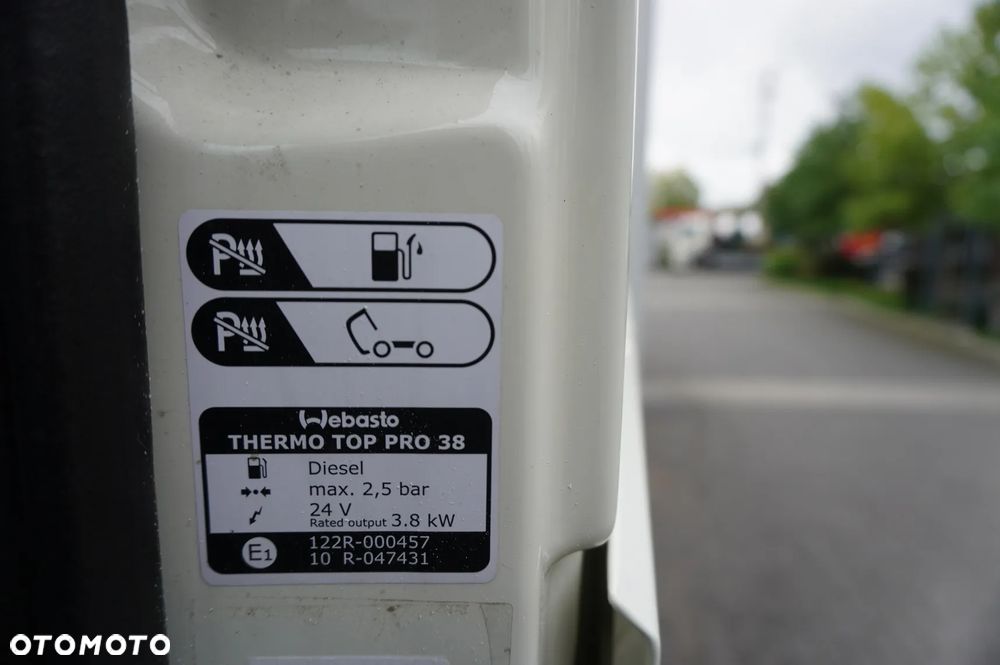 P
P
Webasto
THERMO TOP PRO 38
Diesel
max. 2,5 bar
24 V
Rated output 3.8 kW
E1
122R-000457
10 R-047431
OTOMOTO